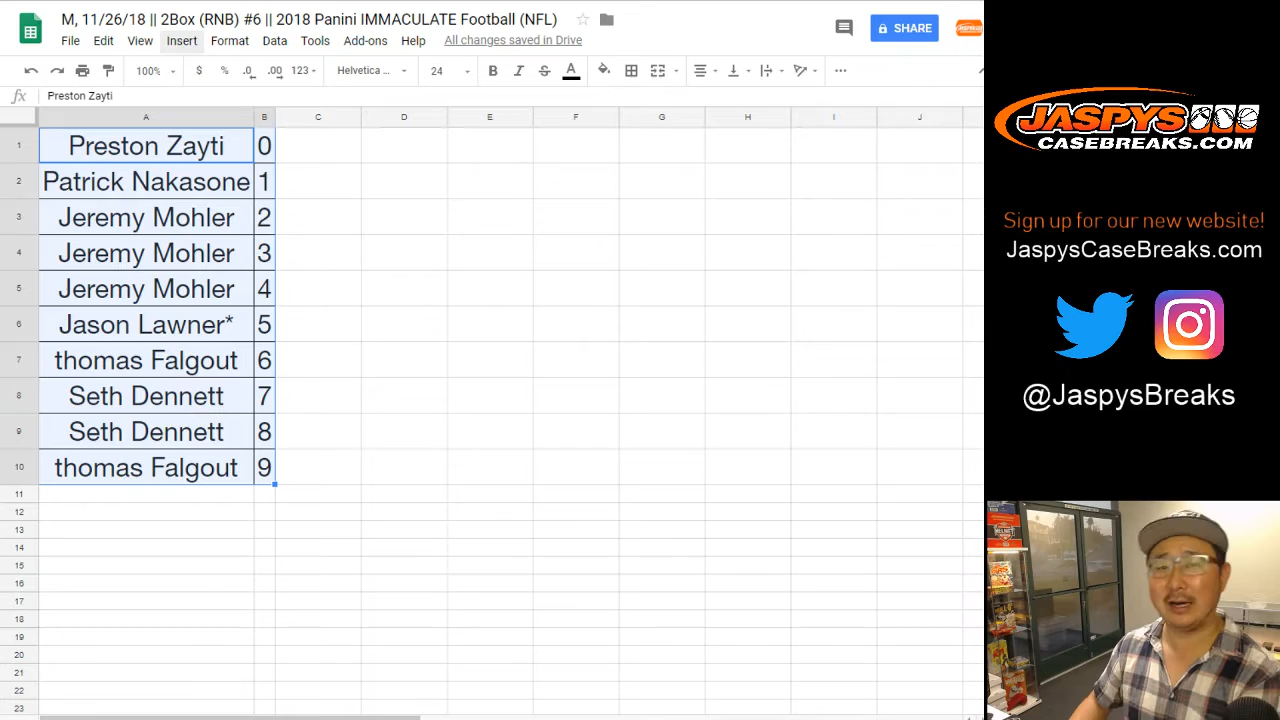 M, 11/26/18 || 2Box (RNB) #6 || 2018 Panini IMMACULATE Football (NFL)
File Edit View Insert Format Data Tools Add-ons Help All changes saved in Drive
SHARE
100% $ % .0 .00 123 Helvetica ... 24 B I S A ...
fx Preston Zayti
A B C D E F G H I J
1 Preston Zayti 0
2 Patrick Nakasone 1
3 Jeremy Mohler 2
4 Jeremy Mohler 3
5 Jeremy Mohler 4
6 Jason Lawner* 5
7 thomas Falgout 6
8 Seth Dennett 7
9 Seth Dennett 8
10 thomas Falgout 9
11
12
13
14
15
16
17
18
19
20
21
22
23
JASPYS
CASEBREAKS.COM
Sign up for our new website!
JaspysCaseBreaks.com
@JaspysBreaks